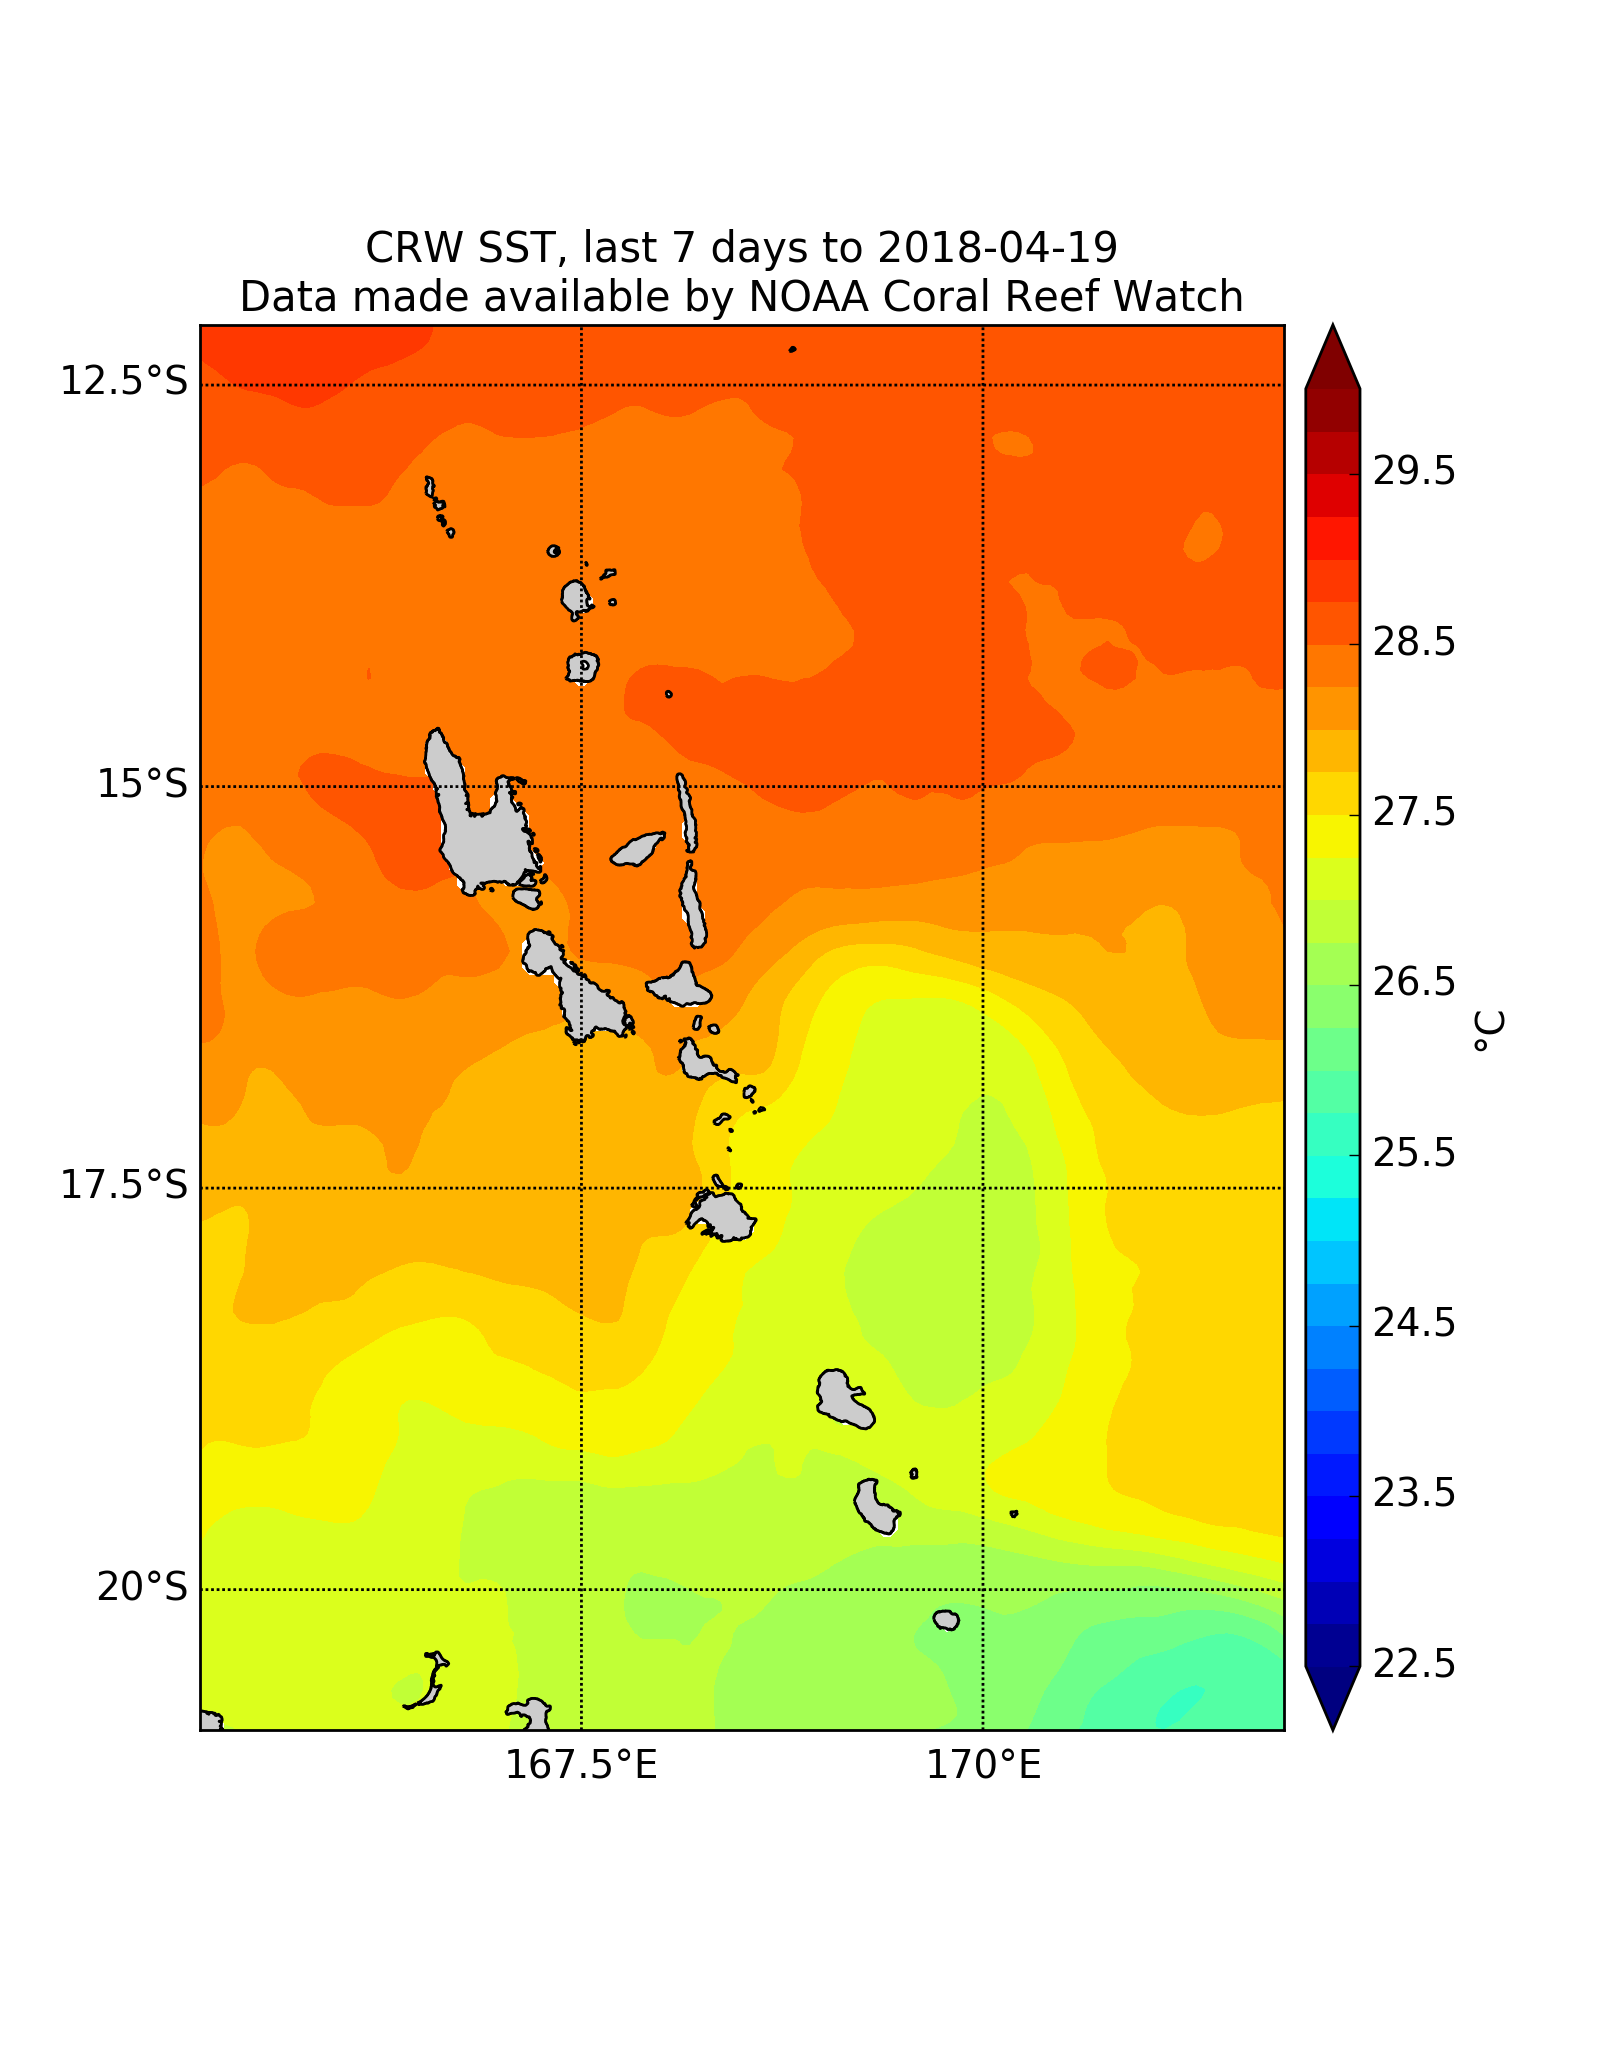 CRW SST, last 7 days to 2018-04-19
Data made available by NOAA Coral Reef Watch
12.5°S
15°S
17.5°S
20°S
167.5°E
170°E
29.5
28.5
27.5
26.5
25.5
24.5
23.5
22.5
°C